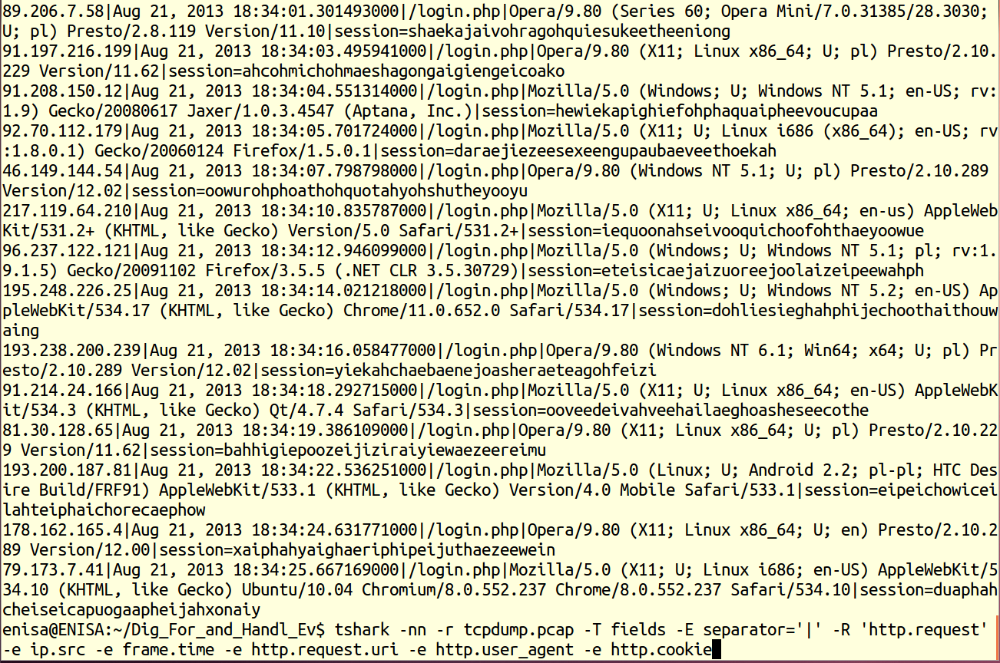 89.206.7.58|Aug 21, 2013 18:34:01.301493000|/login.php|Opera/9.80 (Series 60; Opera Mini/7.0.31385/28.3030;
U; pl) Presto/2.8.119 Version/11.10|session=shaekajaivohragohquiesukeetheeniong
91.197.216.199|Aug 21, 2013 18:34:03.495941000|/login.php|Opera/9.80 (X11; Linux x86_64; U; pl) Presto/2.10.
229 Version/11.62|session=ahcohmichohmaeshagongaigiengeicoako
91.208.150.12|Aug 21, 2013 18:34:04.551314000|/login.php|Mozilla/5.0 (Windows; U; Windows NT 5.1; en-US; rv:
1.9) Gecko/20080617 Jaxer/1.0.3.4547 (Aptana, Inc.)|session=hewiekapighiefohphaquaipheevoucupaa
92.70.112.179|Aug 21, 2013 18:34:05.701724000|/login.php|Mozilla/5.0 (X11; U; Linux i686 (x86_64); en-US; rv
:1.8.0.1) Gecko/20060124 Firefox/1.5.0.1|session=daraejiezeesexeengupaubaeveethoekah
46.149.144.54|Aug 21, 2013 18:34:07.798798000|/login.php|Opera/9.80 (Windows NT 5.1; U; pl) Presto/2.10.289
Version/12.02|session=oowurohphoathohquotahyohshutheyooyu
217.119.64.210|Aug 21, 2013 18:34:10.835787000|/login.php|Mozilla/5.0 (X11; U; Linux x86_64; en-us) AppleWeb
Kit/531.2+ (KHTML, like Gecko) Version/5.0 Safari/531.2+|session=iequoonahseivooquichoofohthaeyoowue
96.237.122.121|Aug 21, 2013 18:34:12.946099000|/login.php|Mozilla/5.0 (Windows; U; Windows NT 5.1; pl; rv:1.
9.1.5) Gecko/20091102 Firefox/3.5.5 (.NET CLR 3.5.30729)|session=eteisicaejaizuoreejoolaizeipeewahph
195.248.226.25|Aug 21, 2013 18:34:14.021218000|/login.php|Mozilla/5.0 (Windows; U; Windows NT 5.2; en-US) Ap
pleWebKit/534.17 (KHTML, like Gecko) Chrome/11.0.652.0 Safari/534.17|session=dohliesieghahphijechoothaithouw
aing
193.238.200.239|Aug 21, 2013 18:34:16.058477000|/login.php|Opera/9.80 (Windows NT 6.1; Win64; x64; U; pl) Pr
esto/2.10.289 Version/12.02|session=yiekahchaebaenejoasheraeteagohfeizi
91.214.24.166|Aug 21, 2013 18:34:18.292715000|/login.php|Mozilla/5.0 (X11; U; Linux x86_64; en-US) AppleWebK
it/534.3 (KHTML, like Gecko) Qt/4.7.4 Safari/534.3|session=ooveedeivahveehailaeghoasheseecothe
81.30.128.65|Aug 21, 2013 18:34:19.386109000|/login.php|Opera/9.80 (X11; Linux x86_64; U; pl) Presto/2.10.22
9 Version/11.62|session=bahhigiepoozeijiziraiyiewaezeereimu
193.200.187.81|Aug 21, 2013 18:34:22.536251000|/login.php|Mozilla/5.0 (Linux; U; Android 2.2; pl-pl; HTC Des
ire Build/FRF91) AppleWebKit/533.1 (KHTML, like Gecko) Version/4.0 Mobile Safari/533.1|session=eipeichowicei
lahteiphaichorecaephow
178.162.165.4|Aug 21, 2013 18:34:24.631771000|/login.php|Opera/9.80 (X11; Linux x86_64; U; en) Presto/2.10.2
89 Version/12.00|session=xaiphahyaighaeriphipeijuthaezeewein
79.173.7.41|Aug 21, 2013 18:34:25.667169000|/login.php|Mozilla/5.0 (X11; U; Linux i686; en-US) AppleWebKit/5
34.10 (KHTML, like Gecko) Ubuntu/10.04 Chromium/8.0.552.237 Chrome/8.0.552.237 Safari/534.10|session=duaphah
cheiseicapuogaapheijahxonaiy
enisa@ENISA:~/Dig_For_and_Handl_Ev$ tshark -nn -r tcpdump.pcap -T fields -E separator='|' -R 'http.request'
-e ip.src -e frame.time -e http.request.uri -e http.user_agent -e http.cookie